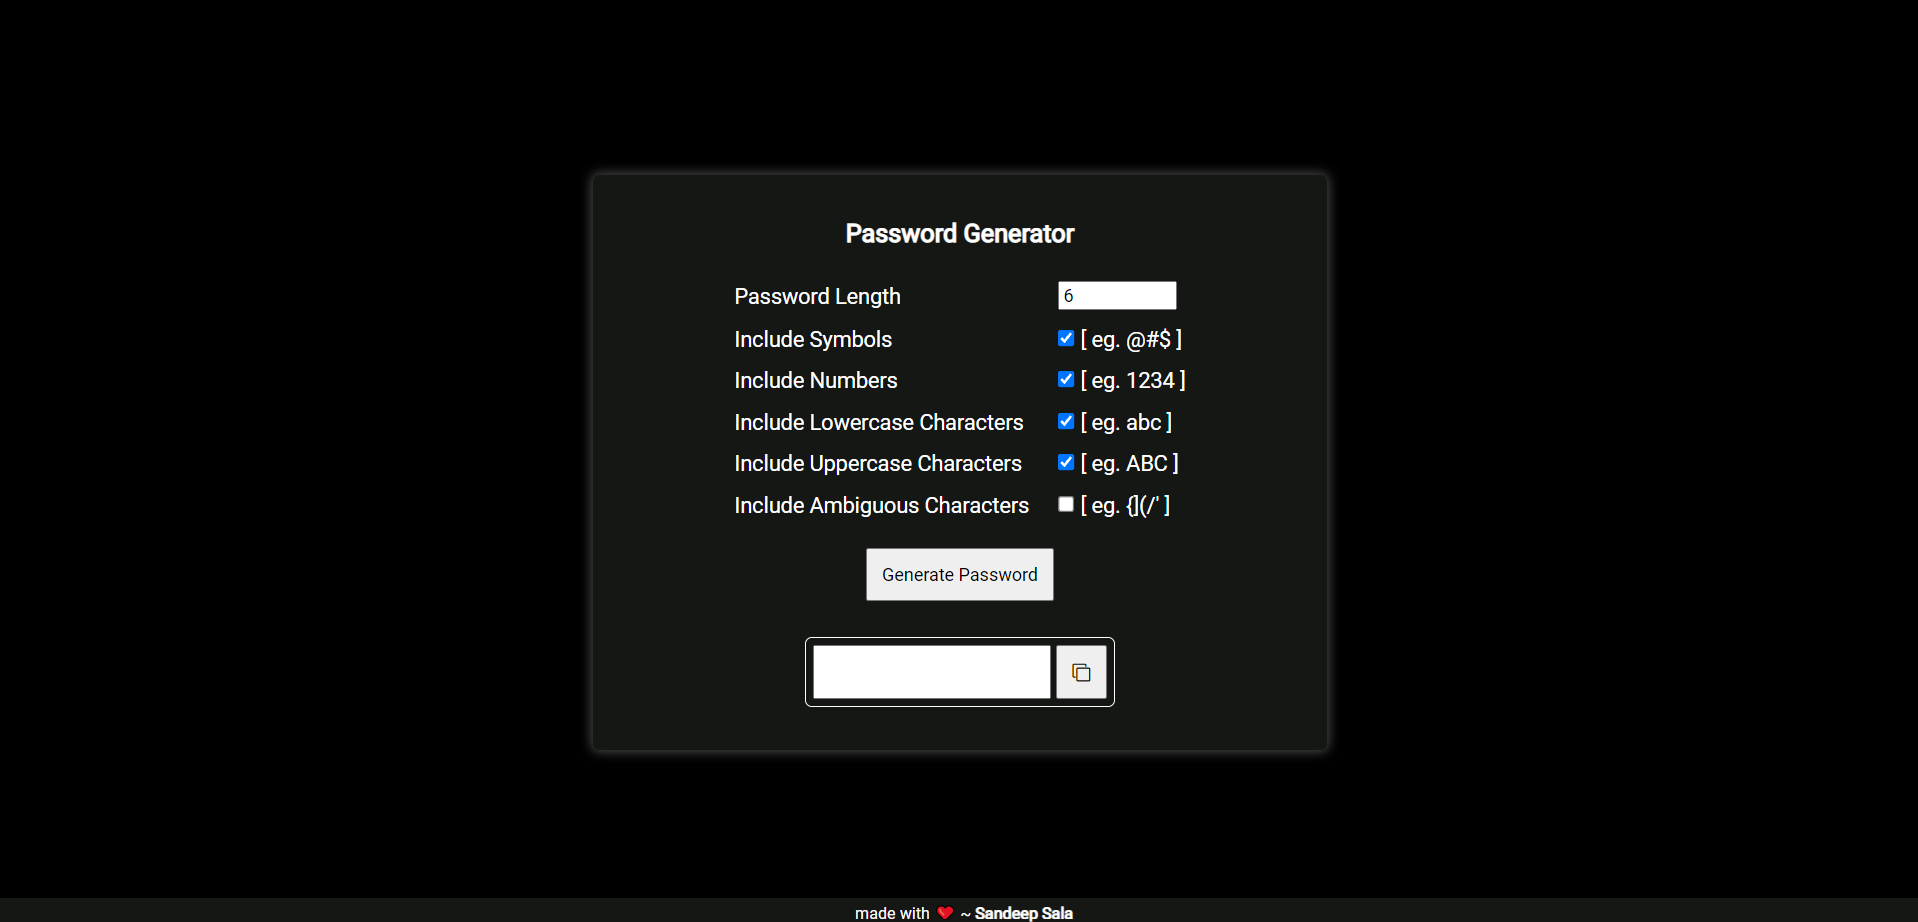 Password Generator
Password Length 6
Include Symbols [ eg. @#$ ]
Include Numbers [ eg. 1234 ]
Include Lowercase Characters [ eg. abc ]
Include Uppercase Characters [ eg. ABC ]
Include Ambiguous Characters [ eg. {](/' ]
Generate Password
made with ❤️ ~ Sandeep Sala